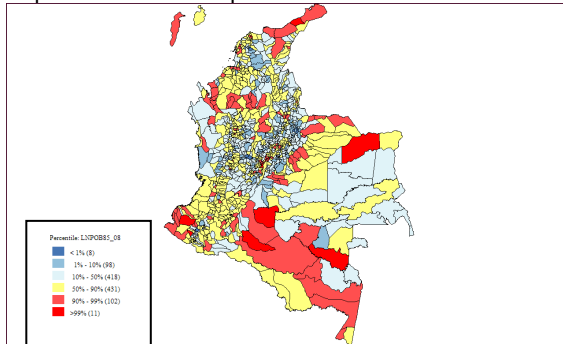 Percentile: LNPOB85_08
< 1% (8)
1% - 10% (98)
10% - 50% (418)
50% - 90% (431)
90% - 99% (102)
>99% (11)